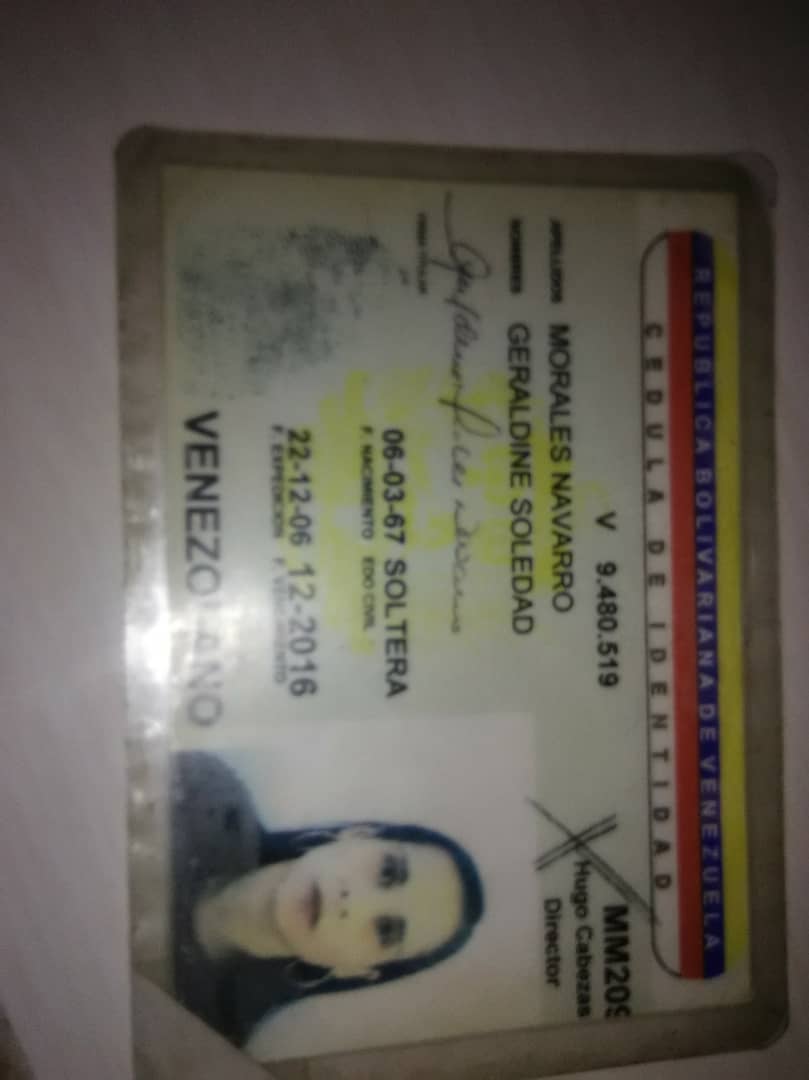 REPUBLICA BOLIVARIANA DE VENEZUELA
CEDULA DE IDENTIDAD
V 9.480.519
MM209
Hugo Cabezas
Director
APELLIDOS MORALES NAVARRO
NOMBRES GERALDINE SOLEDAD
FIRMA TITULAR
06-03-67 SOLTERA
F. NACIMIENTO EDO CIVIL
22-12-06 12-2016
F. EXPEDICION F. VENCIMIENTO
VENEZOLANO